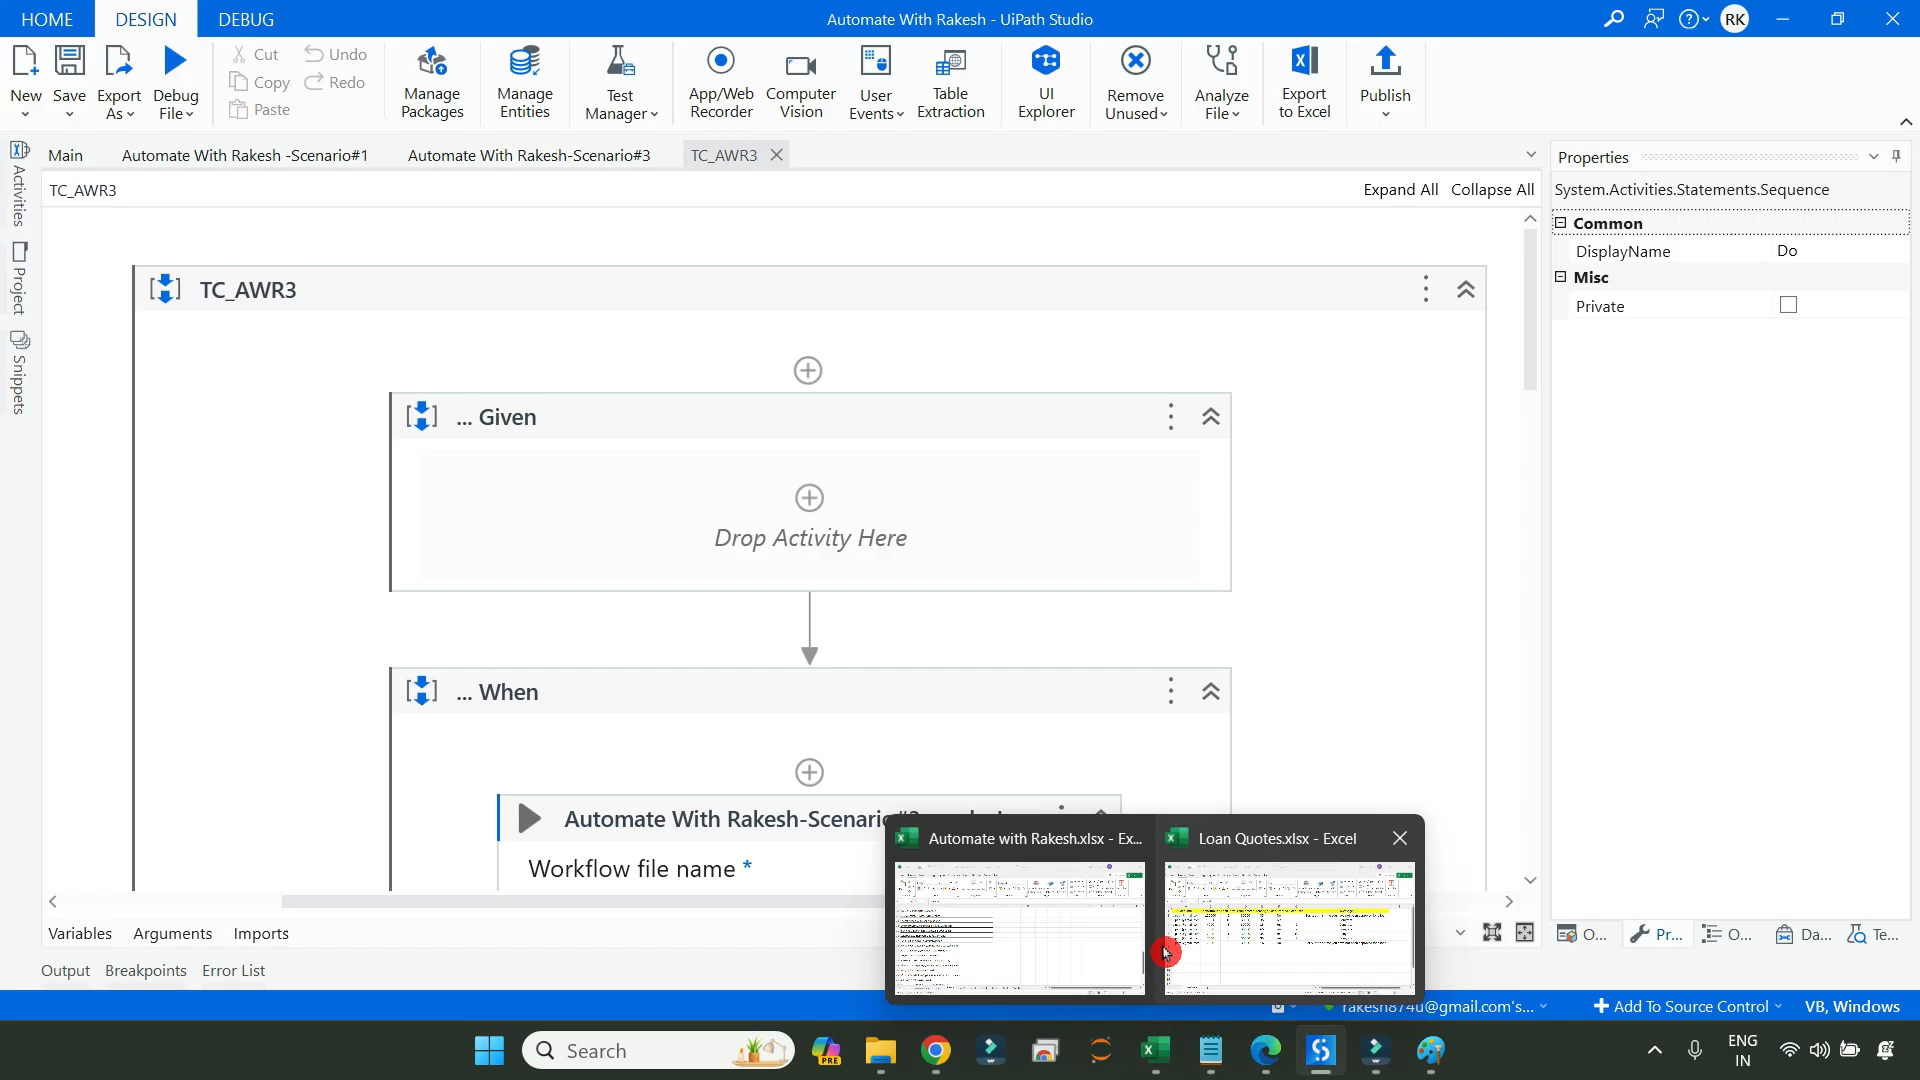 HOME
DESIGN
DEBUG
Automate With Rakesh - UiPath Studio
RK
New
Save
Export As
Debug File
Cut
Copy
Paste
Undo
Redo
Manage Packages
Manage Entities
Test Manager
App/Web Recorder
Computer Vision
User Events
Table Extraction
UI Explorer
Remove Unused
Analyze File
Export to Excel
Publish
Activities
Project
Snippets
Main
Automate With Rakesh -Scenario#1
Automate With Rakesh-Scenario#3
TC_AWR3
TC_AWR3
Expand All
Collapse All
TC_AWR3
... Given
Drop Activity Here
... When
Automate With Rakesh-Scenario
Workflow file name *
Properties
System.Activities.Statements.Sequence
Common
DisplayName
Do
Misc
Private
Automate with Rakesh.xlsx - Ex...
Loan Quotes.xlsx - Excel
Variables
Arguments
Imports
O...
Pr...
O...
Da...
Te...
Output
Breakpoints
Error List
rakesh874u@gmail.com's...
Add To Source Control
VB, Windows
Search
PRE
ENG
IN